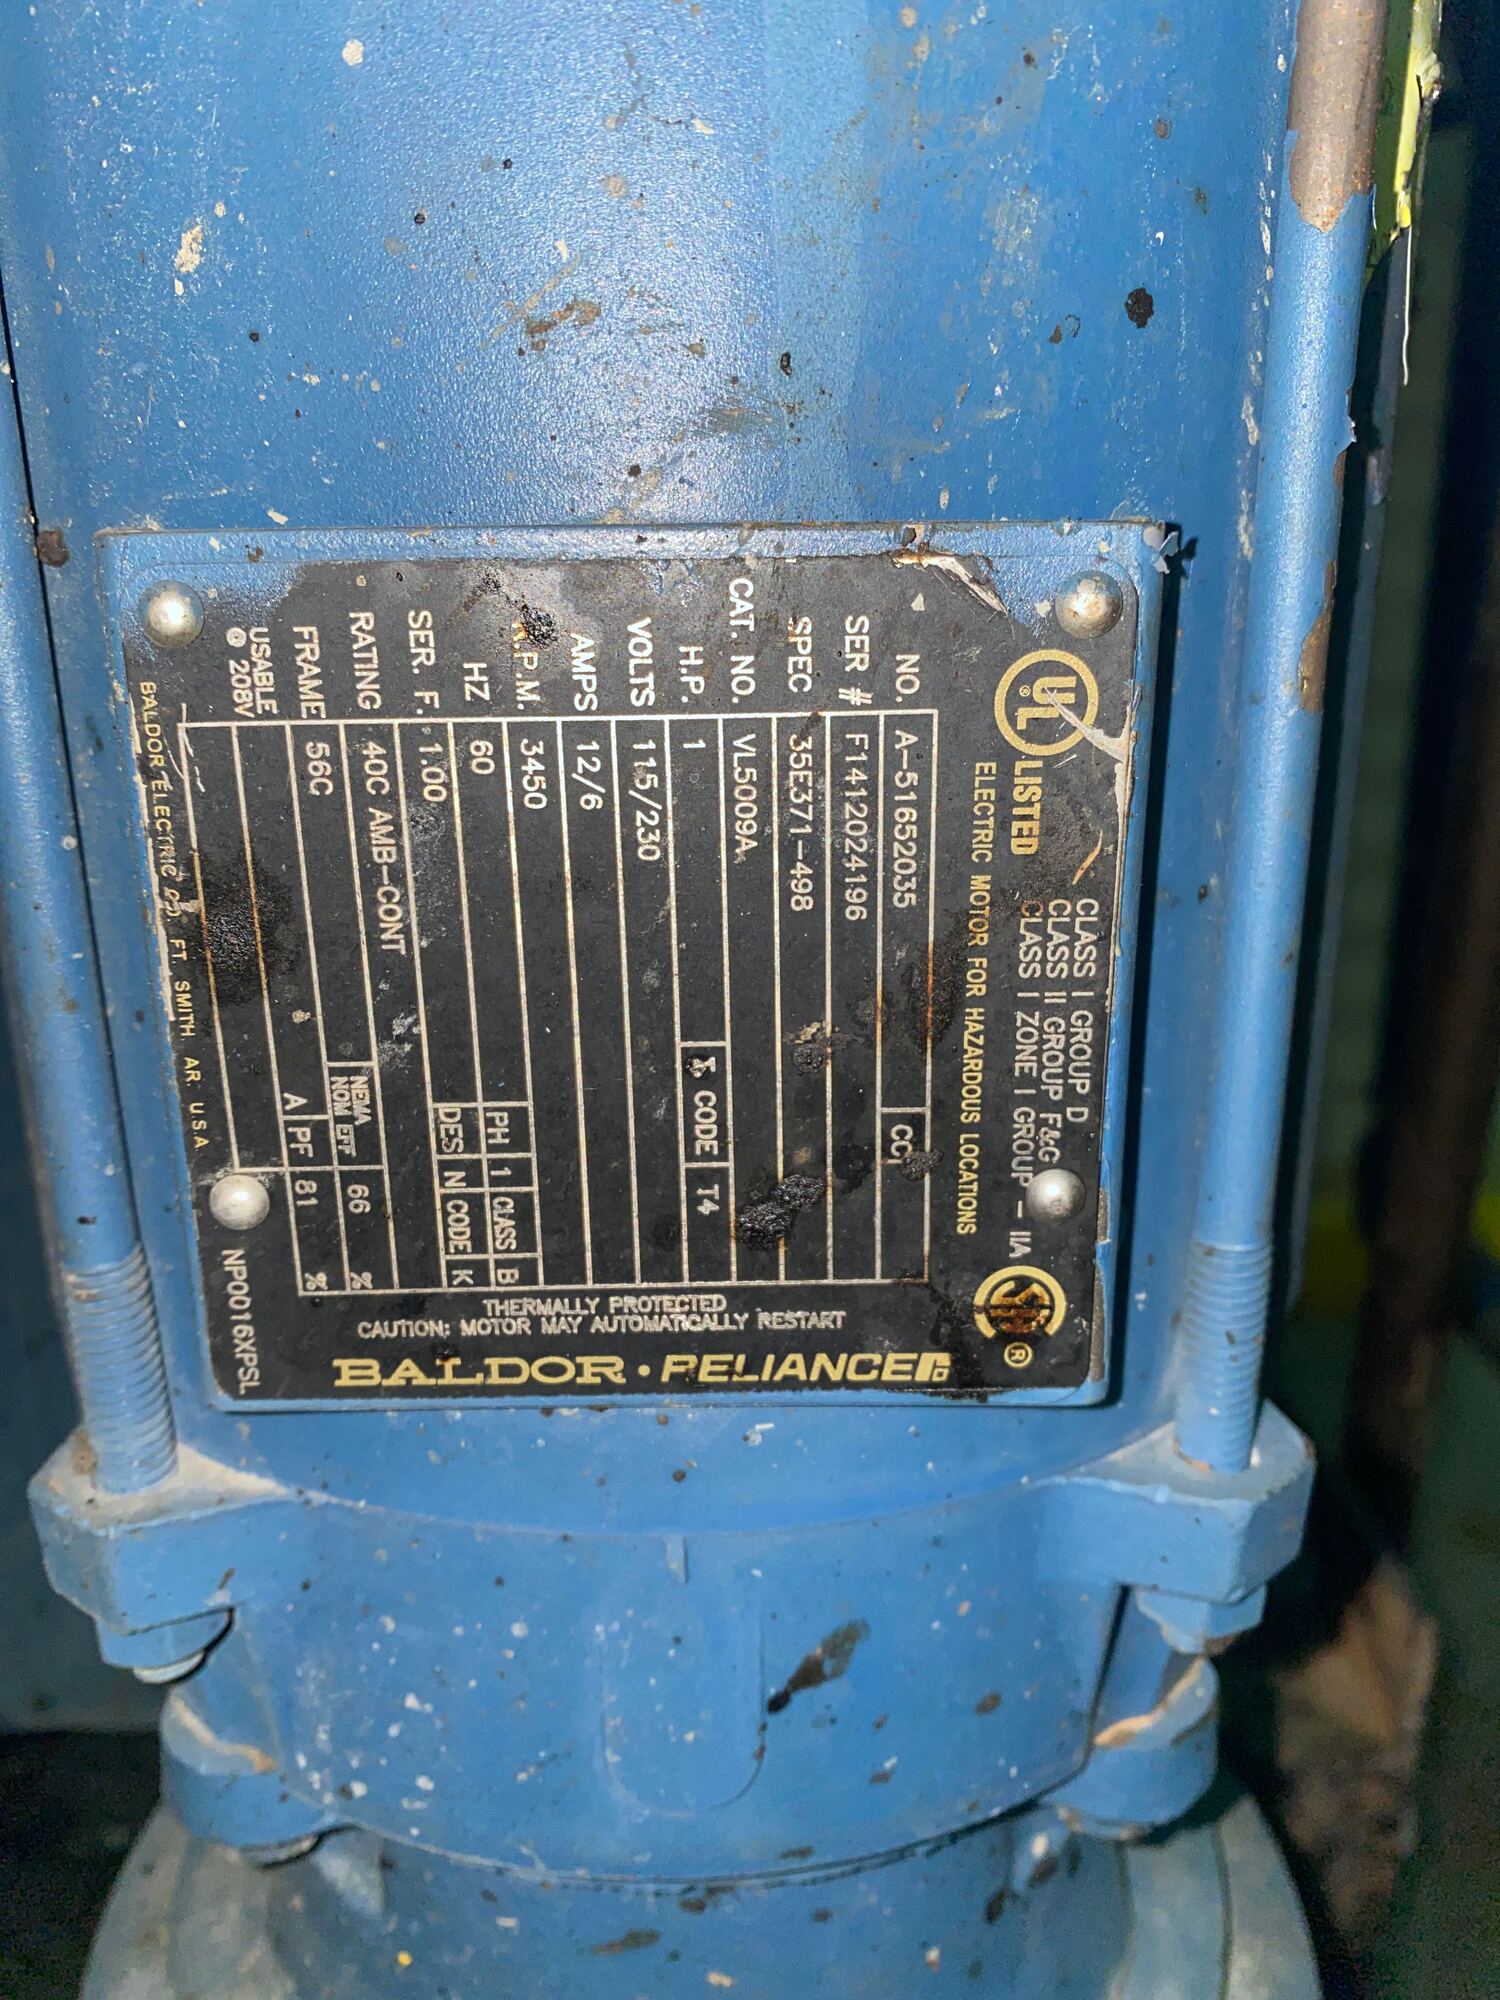 UL ® LISTED
CLASS I GROUP D
CLASS II GROUP F&G
CLASS I ZONE I GROUP - IIA
®
ELECTRIC MOTOR FOR HAZARDOUS LOCATIONS
NO. A-51652035 CC
SER # F1412024196
SPEC 35E371-498
CAT. NO. VL5009A
H.P. 1 CODE T4
VOLTS 115/230
AMPS 12/6
R.P.M. 3450
HZ 60 PH 1 CLASS B
SER. F. 1.00 DES N CODE K
RATING 40C AMB-CONT
FRAME 56C NEMA NOM EFF 66 %
USABLE @ 208V A PF 81 %
BALDOR ELECTRIC CO. FT. SMITH, AR. U.S.A.
NP0016XPSL
THERMALLY PROTECTED
CAUTION: MOTOR MAY AUTOMATICALLY RESTART
BALDOR · RELIANCE